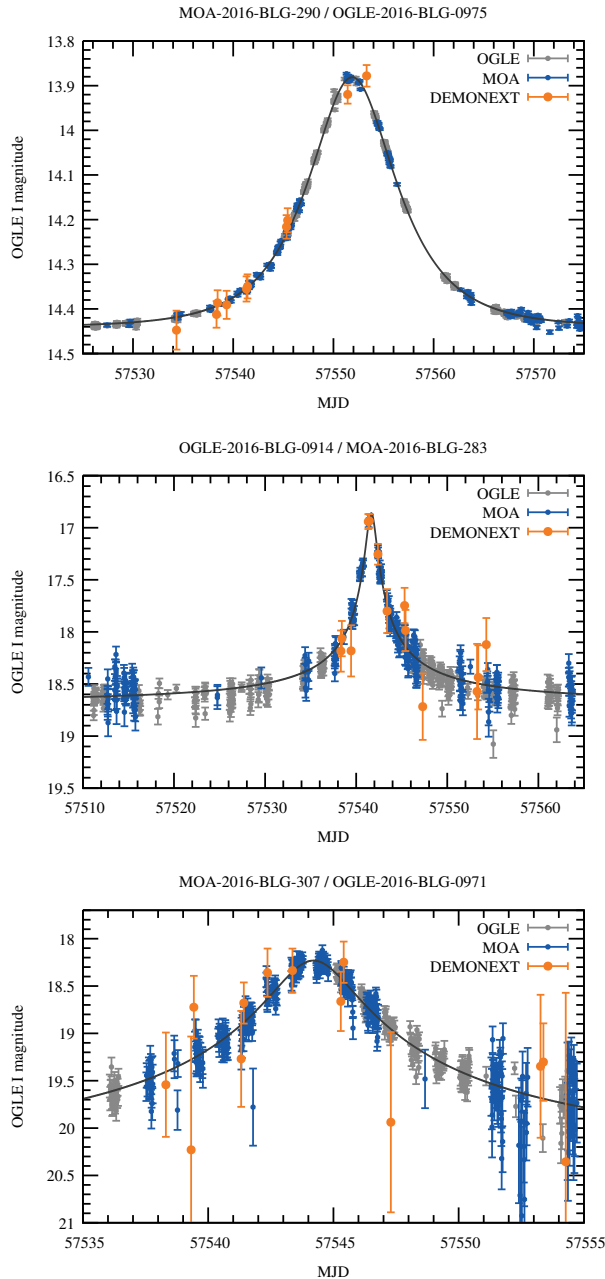 MOA-2016-BLG-290 / OGLE-2016-BLG-0975
13.8
13.9
14
14.1
14.2
14.3
14.4
14.5
OGLE I magnitude
OGLE
MOA
DEMONEXT
57530 57540 57550 57560 57570
MJD
OGLE-2016-BLG-0914 / MOA-2016-BLG-283
16.5
17
17.5
18
18.5
19
19.5
OGLE I magnitude
OGLE
MOA
DEMONEXT
57510 57520 57530 57540 57550 57560
MJD
MOA-2016-BLG-307 / OGLE-2016-BLG-0971
18
18.5
19
19.5
20
20.5
21
OGLE I magnitude
OGLE
MOA
DEMONEXT
57535 57540 57545 57550 57555
MJD